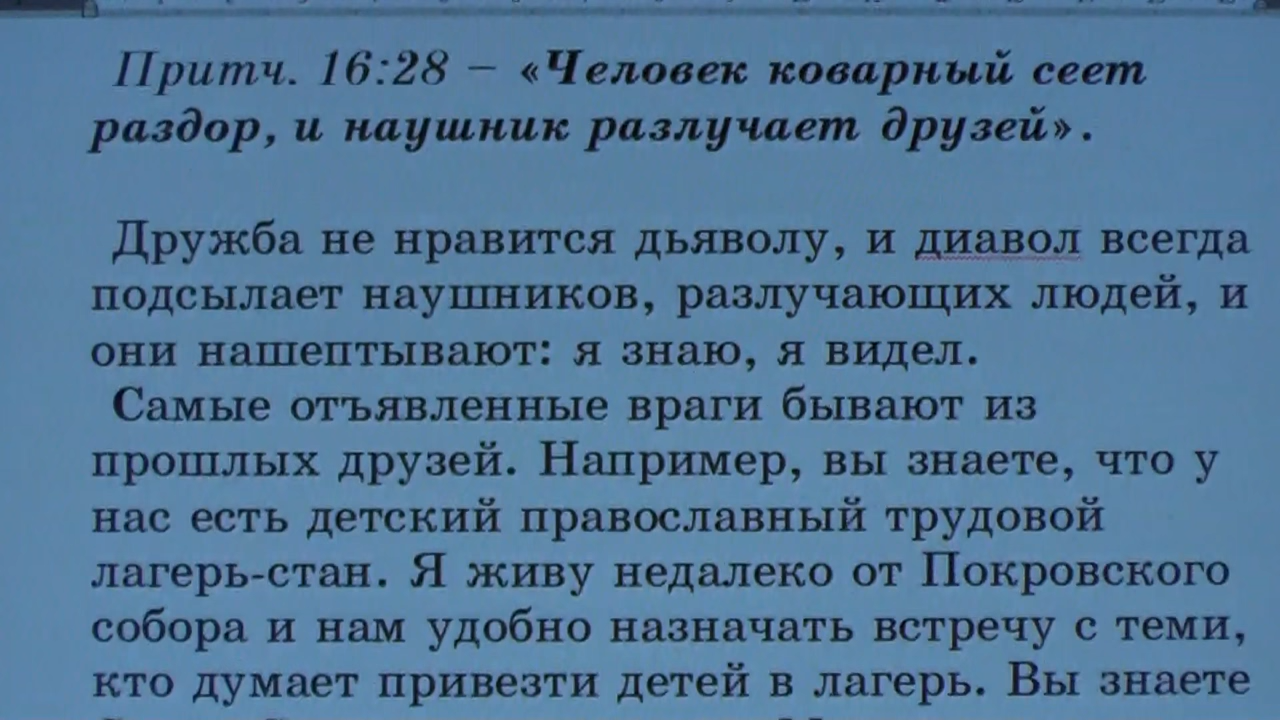 Притч. 16:28 – «Человек коварный сеет
раздор, и наушник разлучает друзей».
Дружба не нравится дьяволу, и диавол всегда
подсылает наушников, разлучающих людей, и
они нашептывают: я знаю, я видел.
Самые отъявленные враги бывают из
прошлых друзей. Например, вы знаете, что у
нас есть детский православный трудовой
лагерь-стан. Я живу недалеко от Покровского
собора и нам удобно назначать встречу с теми,
кто думает привезти детей в лагерь. Вы знаете